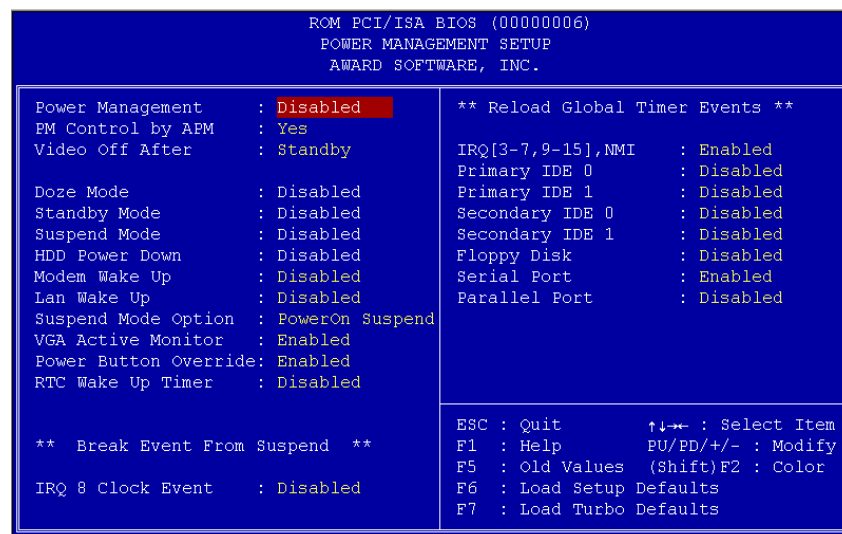 ROM PCI/ISA BIOS (00000006)
POWER MANAGEMENT SETUP
AWARD SOFTWARE, INC.
Power Management : Disabled
PM Control by APM : Yes
Video Off After : Standby
Doze Mode : Disabled
Standby Mode : Disabled
Suspend Mode : Disabled
HDD Power Down : Disabled
Modem Wake Up : Disabled
Lan Wake Up : Disabled
Suspend Mode Option : PowerOn Suspend
VGA Active Monitor : Enabled
Power Button Override: Enabled
RTC Wake Up Timer : Disabled
** Break Event From Suspend **
IRQ 8 Clock Event : Disabled
** Reload Global Timer Events **
IRQ[3-7,9-15],NMI : Enabled
Primary IDE 0 : Disabled
Primary IDE 1 : Disabled
Secondary IDE 0 : Disabled
Secondary IDE 1 : Disabled
Floppy Disk : Disabled
Serial Port : Enabled
Parallel Port : Disabled
ESC : Quit ↑↓→← : Select Item
F1 : Help PU/PD/+/- : Modify
F5 : Old Values (Shift)F2 : Color
F6 : Load Setup Defaults
F7 : Load Turbo Defaults